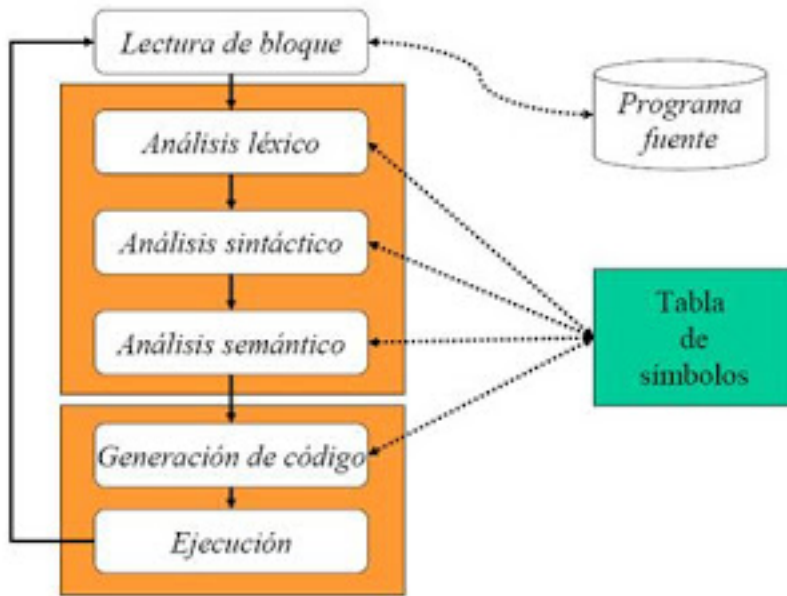 Lectura de bloque
Programa
fuente
Análisis léxico
Análisis sintáctico
Análisis semántico
Tabla
de
símbolos
Generación de código
Ejecución